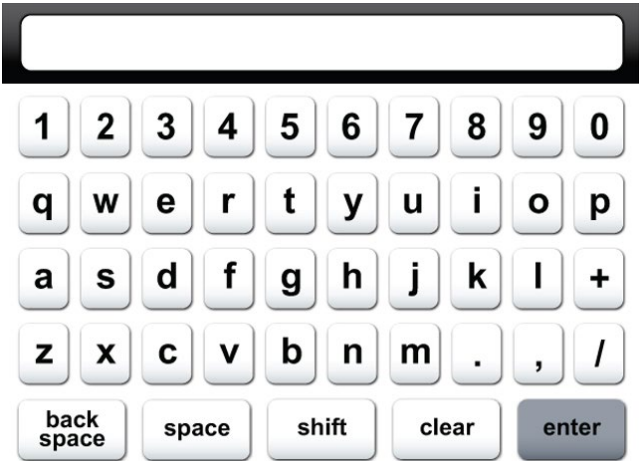 1 2 3 4 5 6 7 8 9 0
q w e r t y u i o p
a s d f g h j k l +
z x c v b n m . , /
back space space shift clear enter